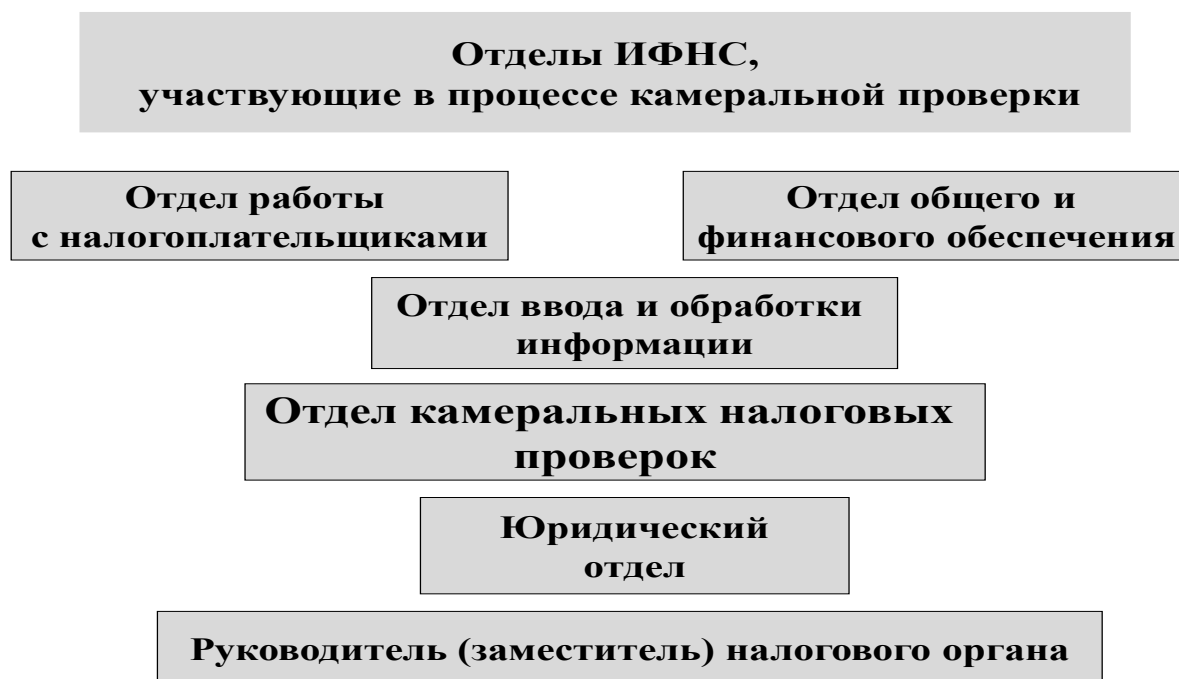 Отделы ИФНС,
участвующие в процессе камеральной проверки
Отдел работы
с налогоплательщиками
Отдел общего и
финансового обеспечения
Отдел ввода и обработки
информации
Отдел камеральных налоговых
проверок
Юридический
отдел
Руководитель (заместитель) налогового органа